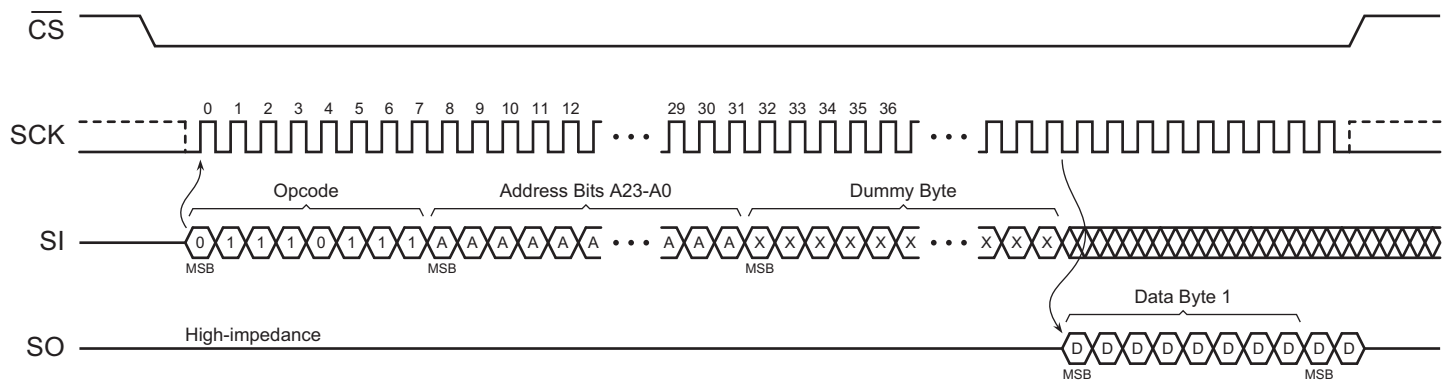 CS
0 1 2 3 4 5 6 7 8 9 10 11 12 29 30 31 32 33 34 35 36
SCK
Opcode Address Bits A23-A0 Dummy Byte
SI 0 1 1 1 0 1 1 1 A A A A A A A A A X X X X X X X X X
MSB MSB MSB
Data Byte 1
High-impedance
SO D D D D D D D D D D
MSB MSB